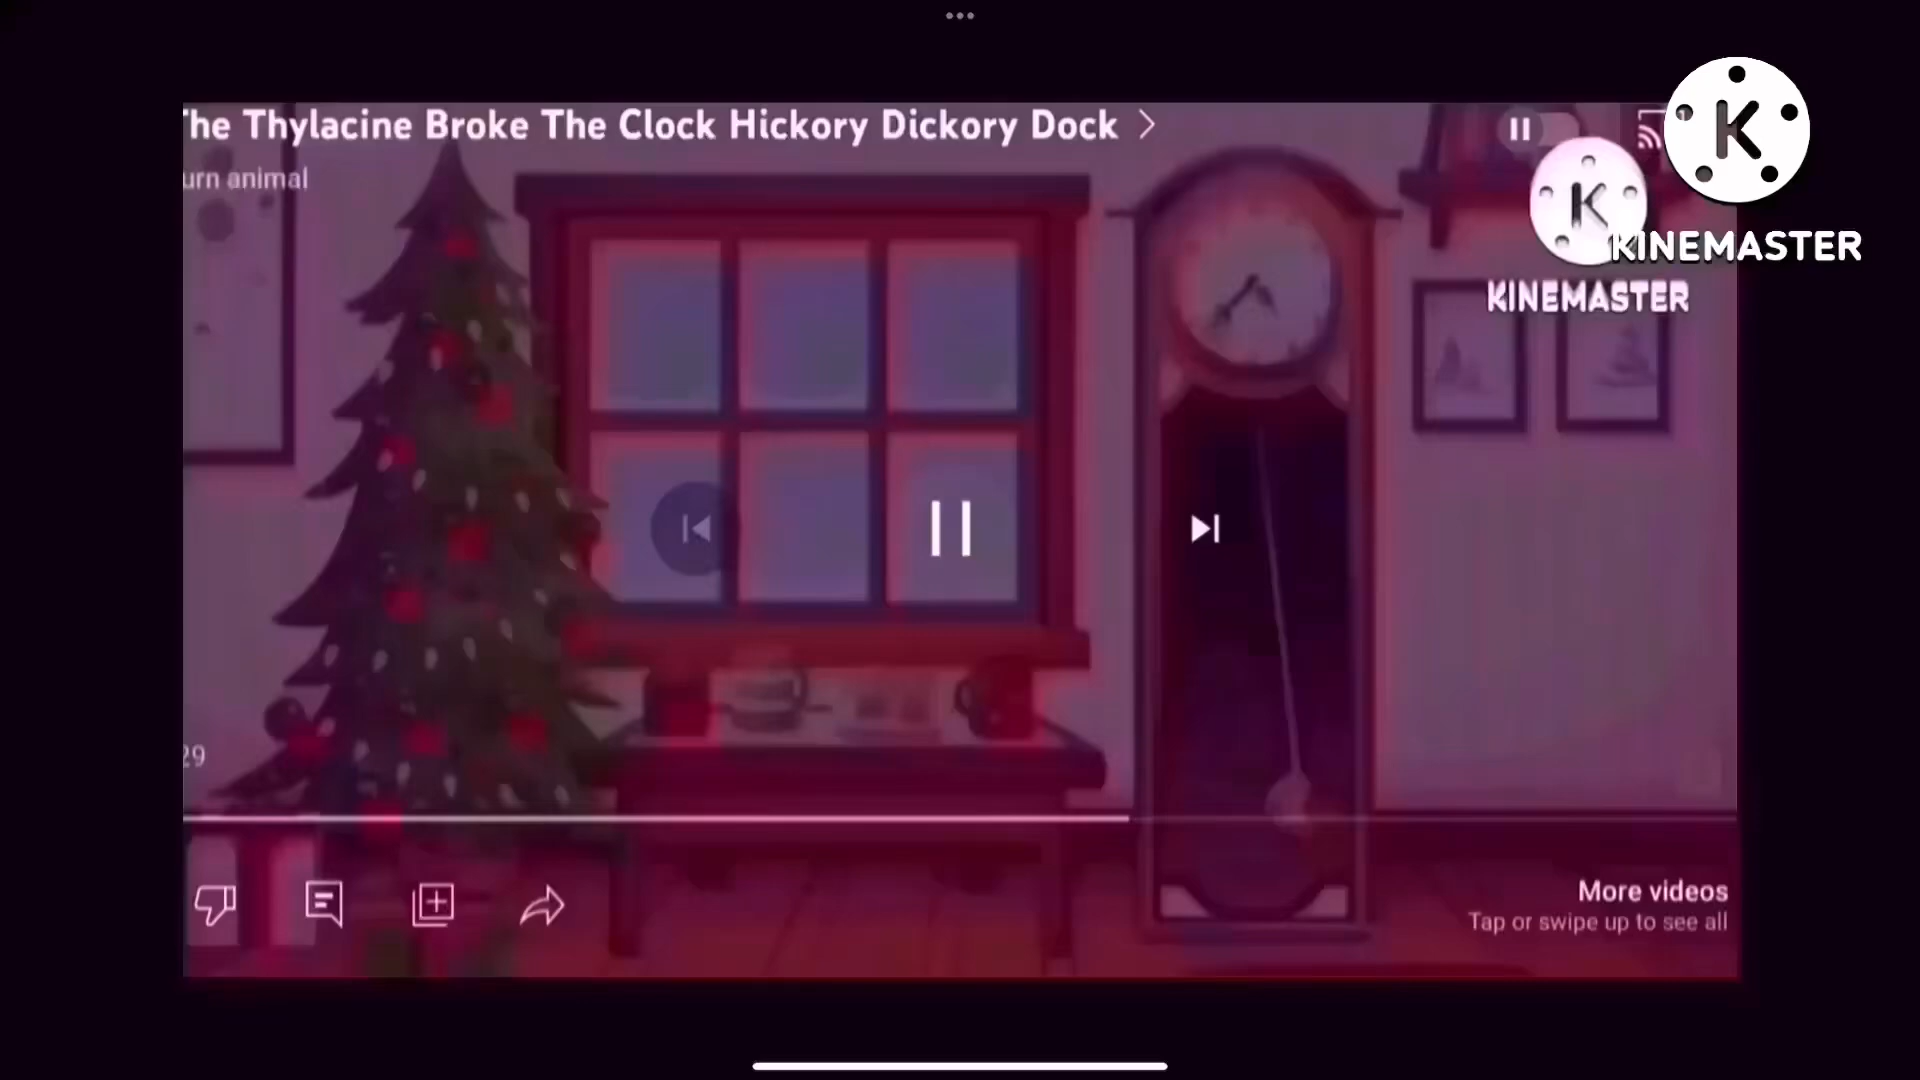 The Thylacine Broke The Clock Hickory Dickory Dock
urn animal
K
KINEMASTER
K
KINEMASTER
29
More videos
Tap or swipe up to see all